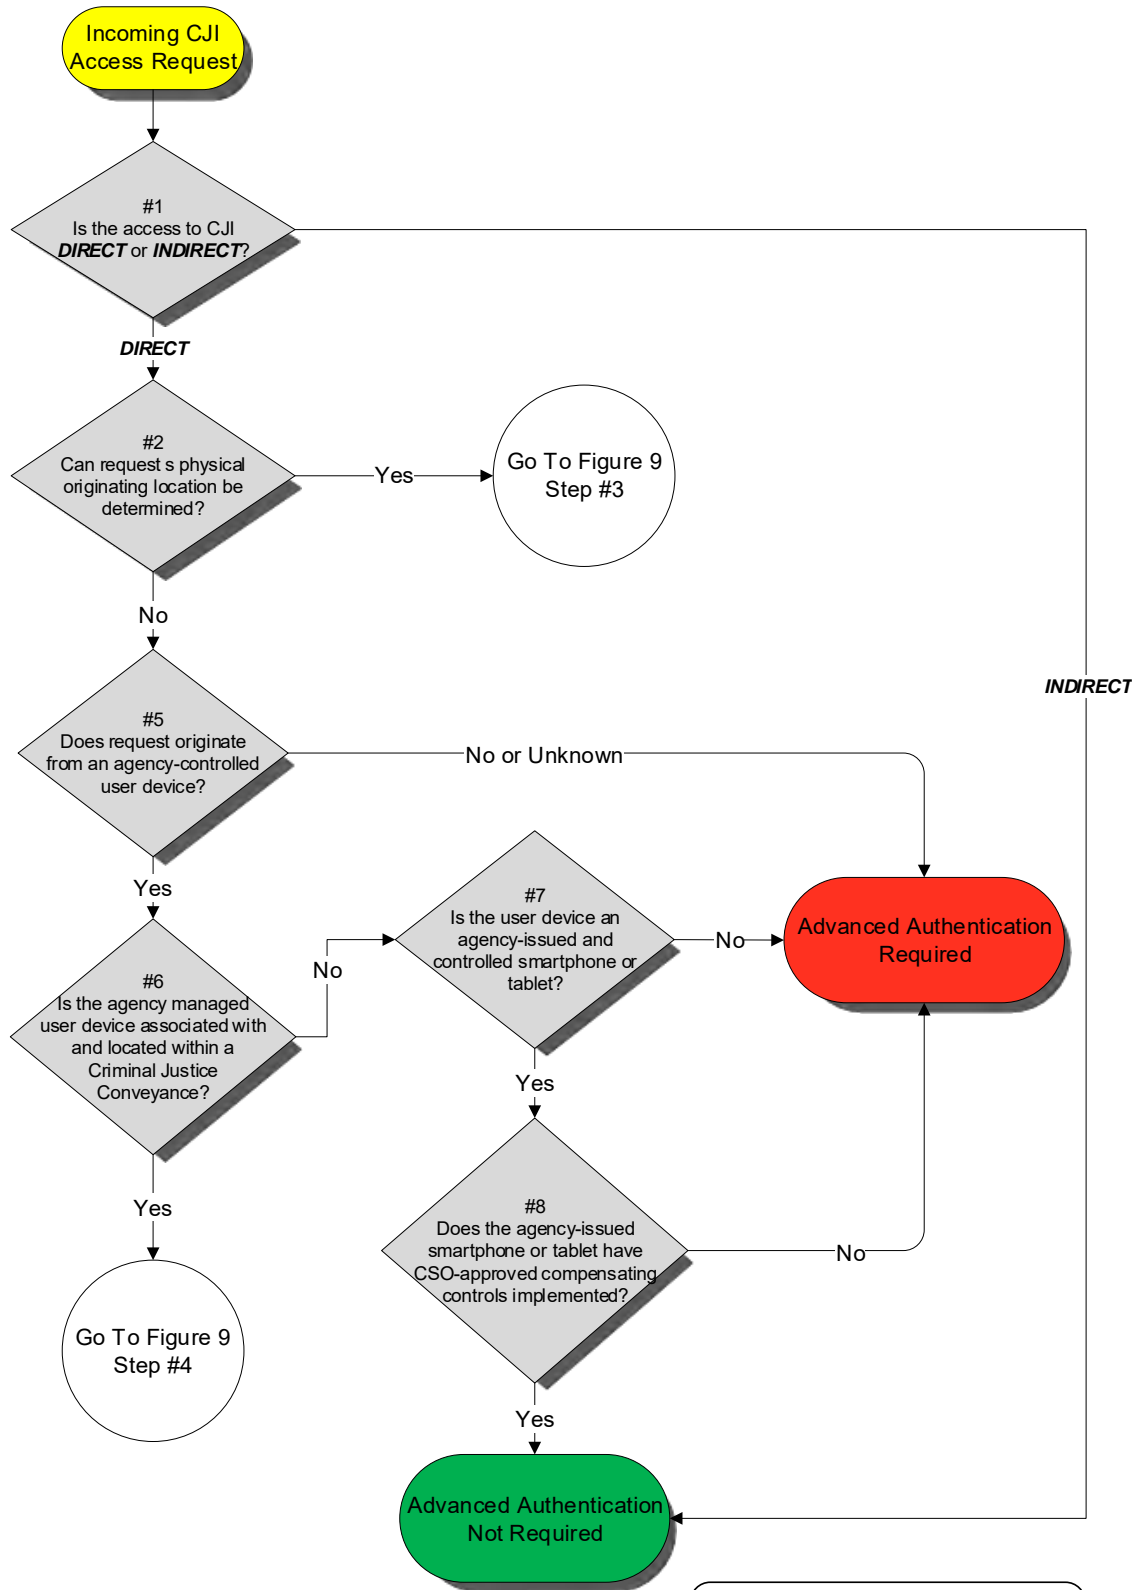 Incoming CJI
Access Request
#1
Is the access to CJI
DIRECT or INDIRECT?
DIRECT
#2
Can request s physical
originating location be
determined?
Yes
Go To Figure 9
Step #3
No
INDIRECT
#5
Does request originate
from an agency-controlled
user device?
No or Unknown
Yes
#7
Is the user device an
agency-issued and
controlled smartphone or
tablet?
No
Advanced Authentication
Required
No
#6
Is the agency managed
user device associated with
and located within a
Criminal Justice
Conveyance?
Yes
Yes
#8
Does the agency-issued
smartphone or tablet have
CSO-approved compensating
controls implemented?
No
Go To Figure 9
Step #4
Yes
Advanced Authentication
Not Required